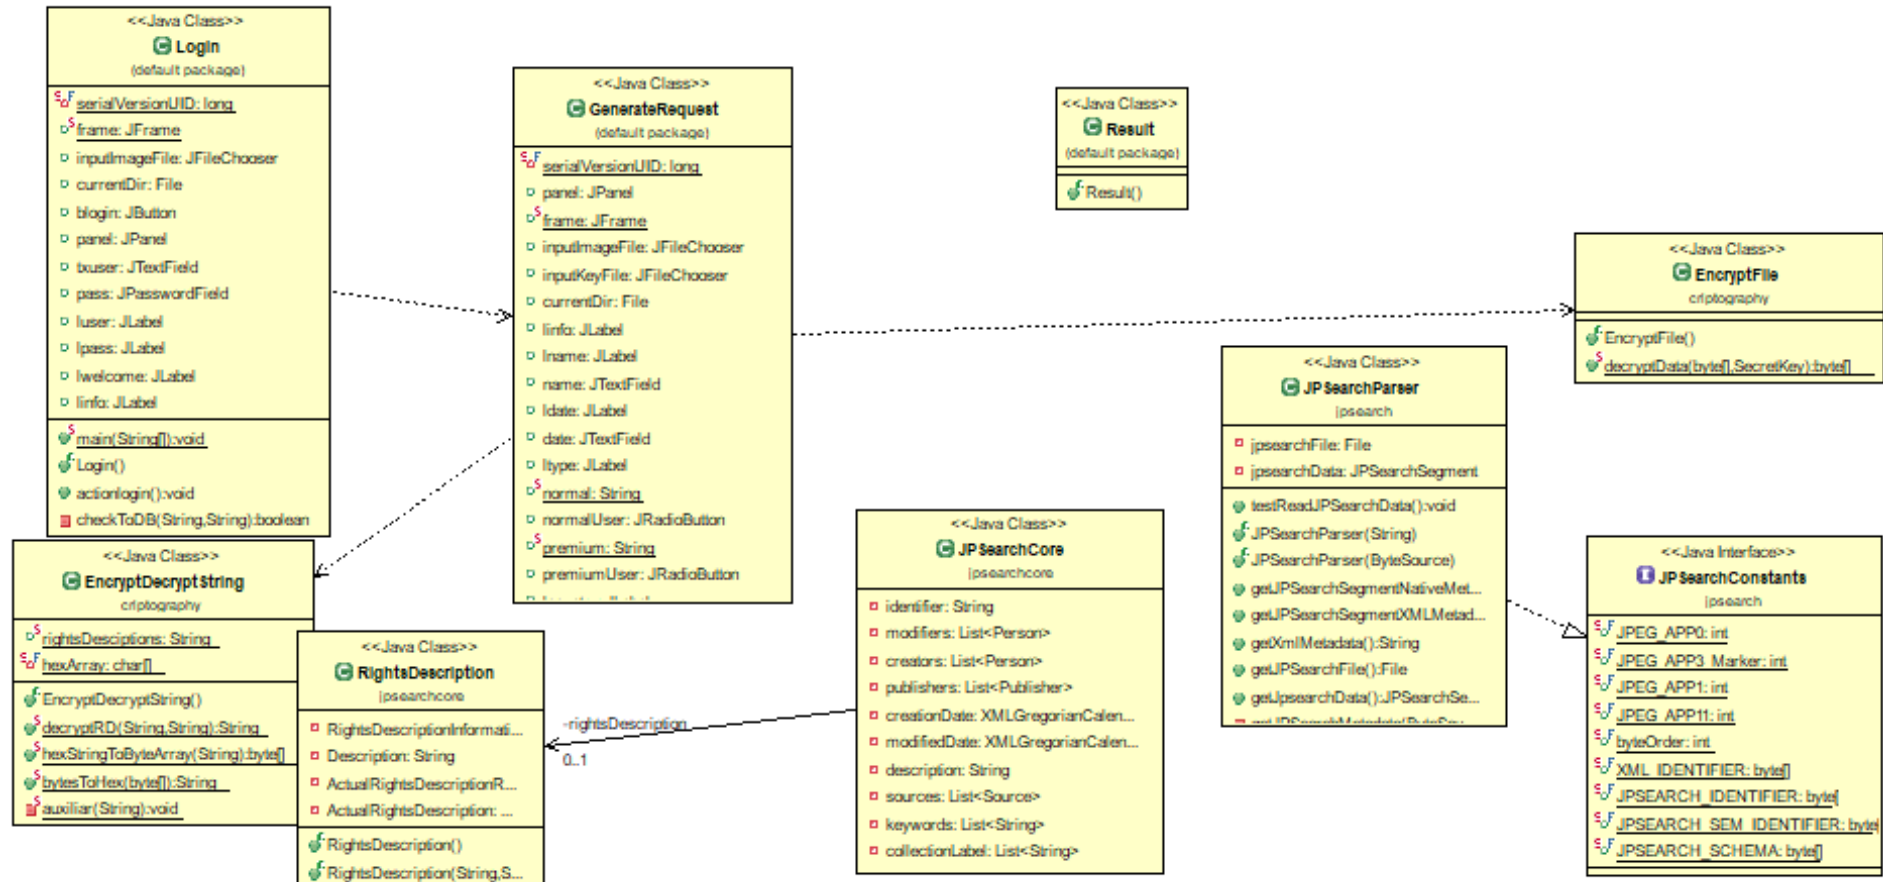 <<Java Class>>
Login
(default package)
serialVersionUID: long
frame: JFrame
inputImageFile: JFileChooser
currentDir: File
blogin: JButton
panel: JPanel
txuser: JTextField
pass: JPasswordField
luser: JLabel
lpass: JLabel
lwelcome: JLabel
linfo: JLabel
main(String[]):void
Login()
actionlogin():void
checkToDB(String,String):boolean
<<Java Class>>
GenerateRequest
(default package)
serialVersionUID: long
panel: JPanel
frame: JFrame
inputImageFile: JFileChooser
inputKeyFile: JFileChooser
currentDir: File
linfo: JLabel
lname: JLabel
name: JTextField
ldate: JLabel
date: JTextField
ltype: JLabel
normal: String
normalUser: JRadioButton
premium: String
premiumUser: JRadioButton
<<Java Class>>
Result
(default package)
Result()
<<Java Class>>
EncryptFile
criptography
EncryptFile()
decryptData(byte[],SecretKey):byte[]
<<Java Class>>
JPSearchParser
jpsearch
jpsearchFile: File
jpsearchData: JPSearchSegment
testReadJPSearchData():void
JPSearchParser(String)
JPSearchParser(ByteSource)
getJPSearchSegmentNativeMet...
getJPSearchSegmentXMLMetad...
getXmlMetadata():String
getJPSearchFile():File
getJpsearchData():JPSearchSe...
<<Java Class>>
EncryptDecryptString
criptography
rightsDesciptions: String
hexArray: char[]
EncryptDecryptString()
decryptRD(String,String):String
hexStringToByteArray(String):byte[]
bytesToHex(byte[]):String
auxiliar(String):void
<<Java Class>>
RightsDescription
jpsearchcore
RightsDescriptionInformati...
Description: String
ActualRightsDescriptionR...
ActualRightsDescription: ...
RightsDescription()
RightsDescription(String,S...
-rightsDescription
0..1
<<Java Class>>
JPSearchCore
jpsearchcore
identifier: String
modifiers: List<Person>
creators: List<Person>
publishers: List<Publisher>
creationDate: XMLGregorianCalen...
modifiedDate: XMLGregorianCalen...
description: String
sources: List<Source>
keywords: List<String>
collectionLabel: List<String>
<<Java Interface>>
JPSearchConstants
jpsearch
JPEG_APP0: int
JPEG_APP3_Marker: int
JPEG_APP1: int
JPEG_APP11: int
byteOrder: int
XML_IDENTIFIER: byte[]
JPSEARCH_IDENTIFIER: byte[
JPSEARCH_SEM_IDENTIFIER: byte
JPSEARCH_SCHEMA: byte[]